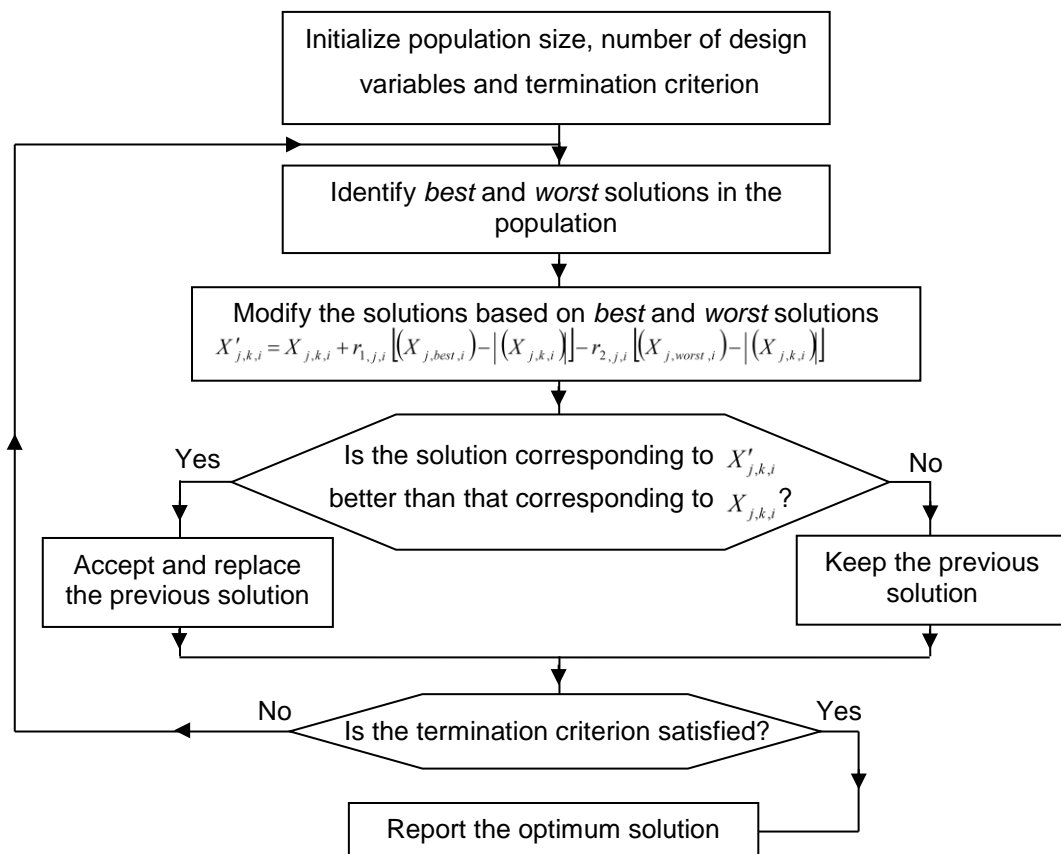 Initialize population size, number of design
variables and termination criterion
Identify best and worst solutions in the
population
Modify the solutions based on best and worst solutions
X′j,k,i = Xj,k,i + r1,j,i ⌊(Xj,best,i) − |(Xj,k,i)|⌋ − r2,j,i ⌊(Xj,worst,i) − |(Xj,k,i)|⌋
Yes
Is the solution corresponding to X′j,k,i
better than that corresponding to Xj,k,i?
No
Accept and replace
the previous solution
Keep the previous
solution
No
Is the termination criterion satisfied?
Yes
Report the optimum solution